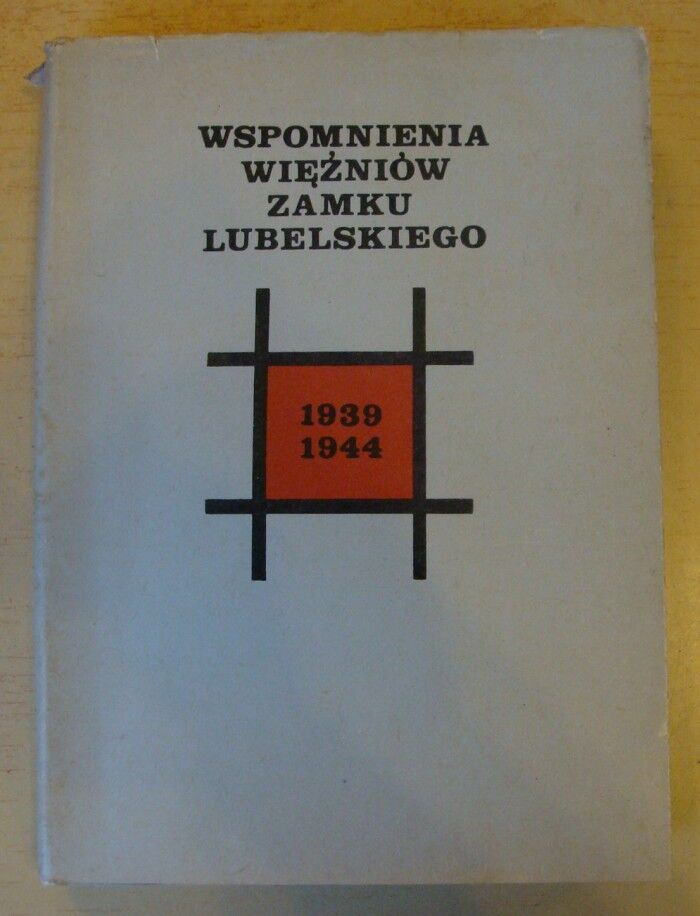 WSPOMNIENIA
WIĘŹNIÓW
ZAMKU
LUBELSKIEGO
1939
1944